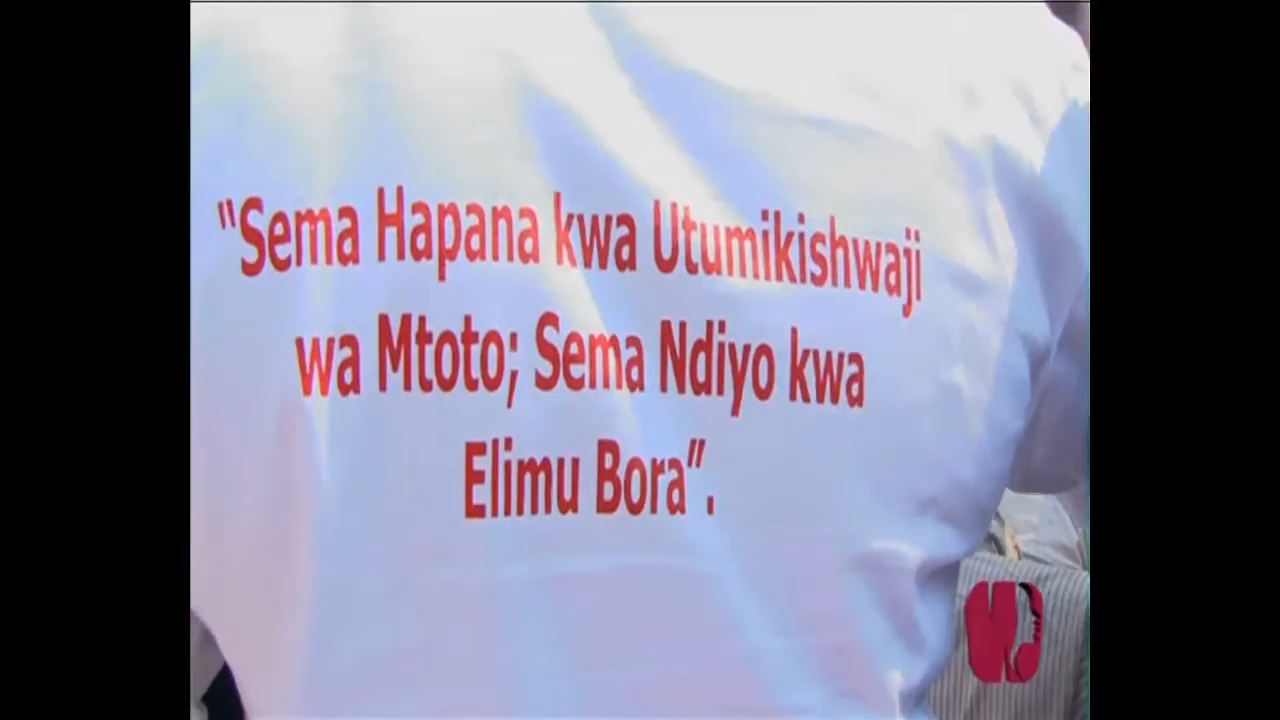 “Sema Hapana kwa Utumikishwaji
wa Mtoto; Sema Ndiyo kwa
Elimu Bora”.